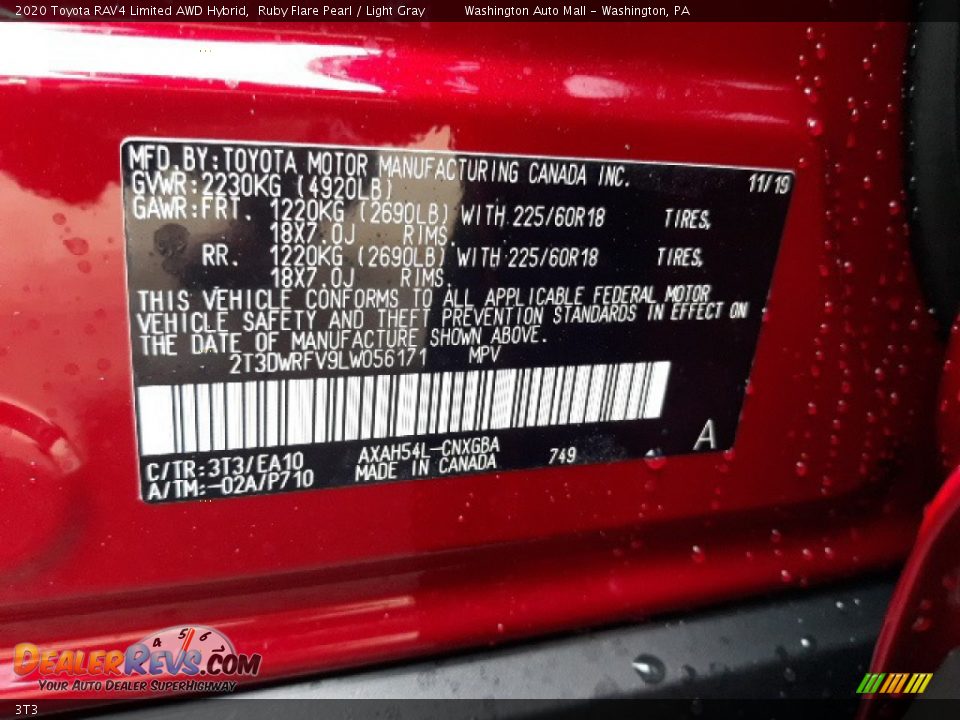 2020 Toyota RAV4 Limited AWD Hybrid, Ruby Flare Pearl / Light Gray Washington Auto Mall - Washington, PA
MFD.BY:TOYOTA MOTOR MANUFACTURING CANADA INC. 11/19
GVWR:2230KG (4920LB)
GAWR:FRT. 1220KG (2690LB) WITH 225/60R18 TIRES,
18X7.0J RIMS.
RR. 1220KG (2690LB) WITH 225/60R18 TIRES,
18X7.0J RIMS.
THIS VEHICLE CONFORMS TO ALL APPLICABLE FEDERAL MOTOR
VEHICLE SAFETY AND THEFT PREVENTION STANDARDS IN EFFECT ON
THE DATE OF MANUFACTURE SHOWN ABOVE.
2T3DWRFV9LW056171 MPV
C/TR:3T3/EA10 AXAH54L-CNXGBA 749 A
A/TM:-02A/P710 MADE IN CANADA
4 5 6
DEALERREVS.COM
YOUR AUTO DEALER SUPERHIGHWAY
3T3